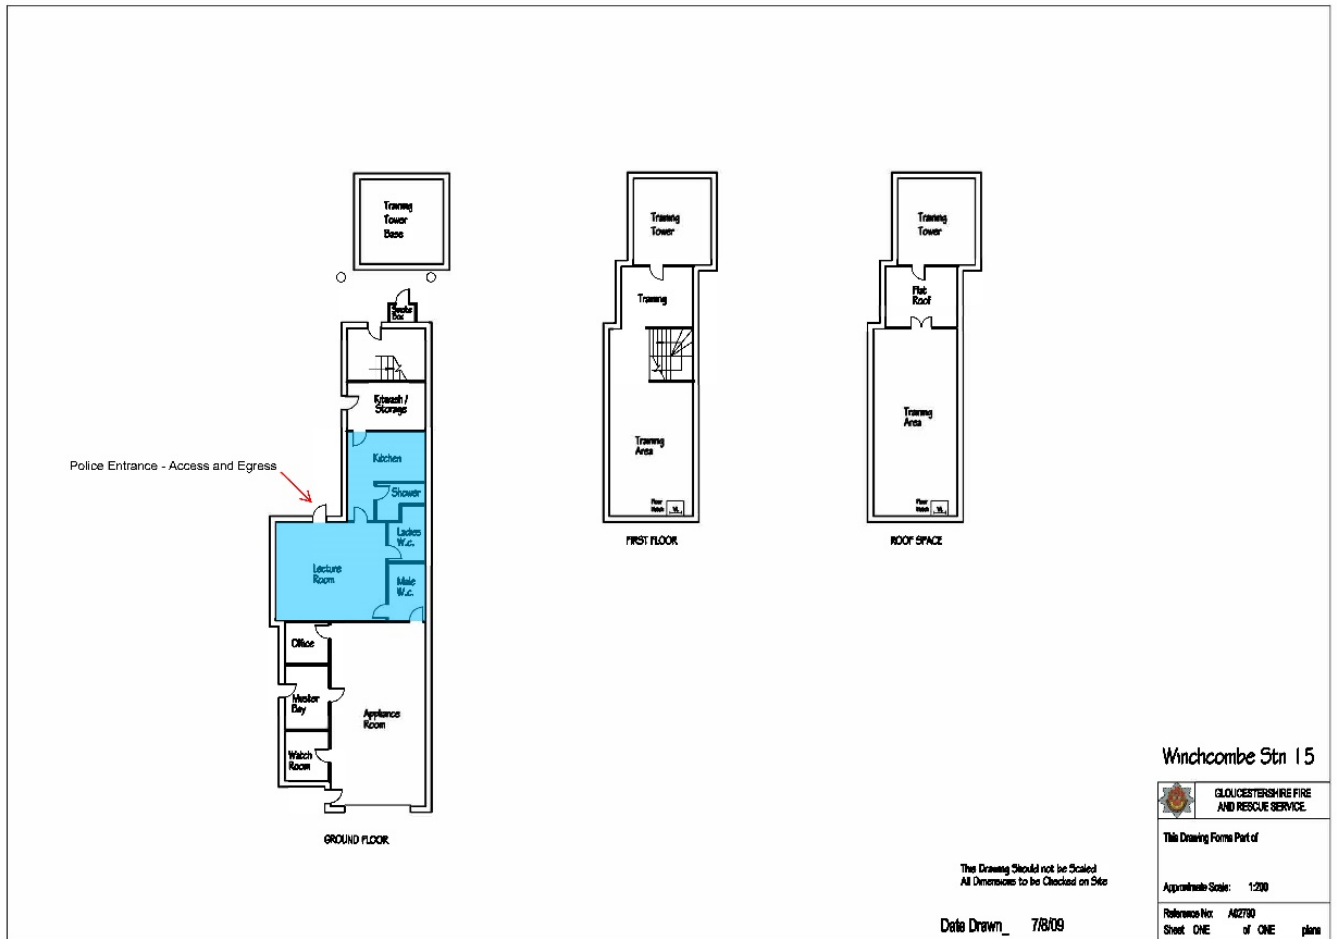 Training
Tower
Base
Smoke
Box
Kitwash /
Storage
Kitchen
Shower
Ladies
W.c.
Male
W.c.
Police Entrance - Access and Egress
Lecture
Room
Office
Muster
Bay
Appliance
Room
Watch
Room
GROUND FLOOR
Training
Tower
Training
Training
Area
Floor
Hatch
FIRST FLOOR
Training
Tower
Flat
Roof
Training
Area
Floor
Hatch
ROOF SPACE
Winchcombe Stn 15
GLOUCESTERSHIRE FIRE
AND RESCUE SERVICE.
This Drawing Forms Part of
Approximate Scale: 1:200
Reference No: A02790
Sheet ONE of ONE plans
This Drawing Should not be Scaled
All Dimensions to be Checked on Site
Date Drawn_ 7/8/09